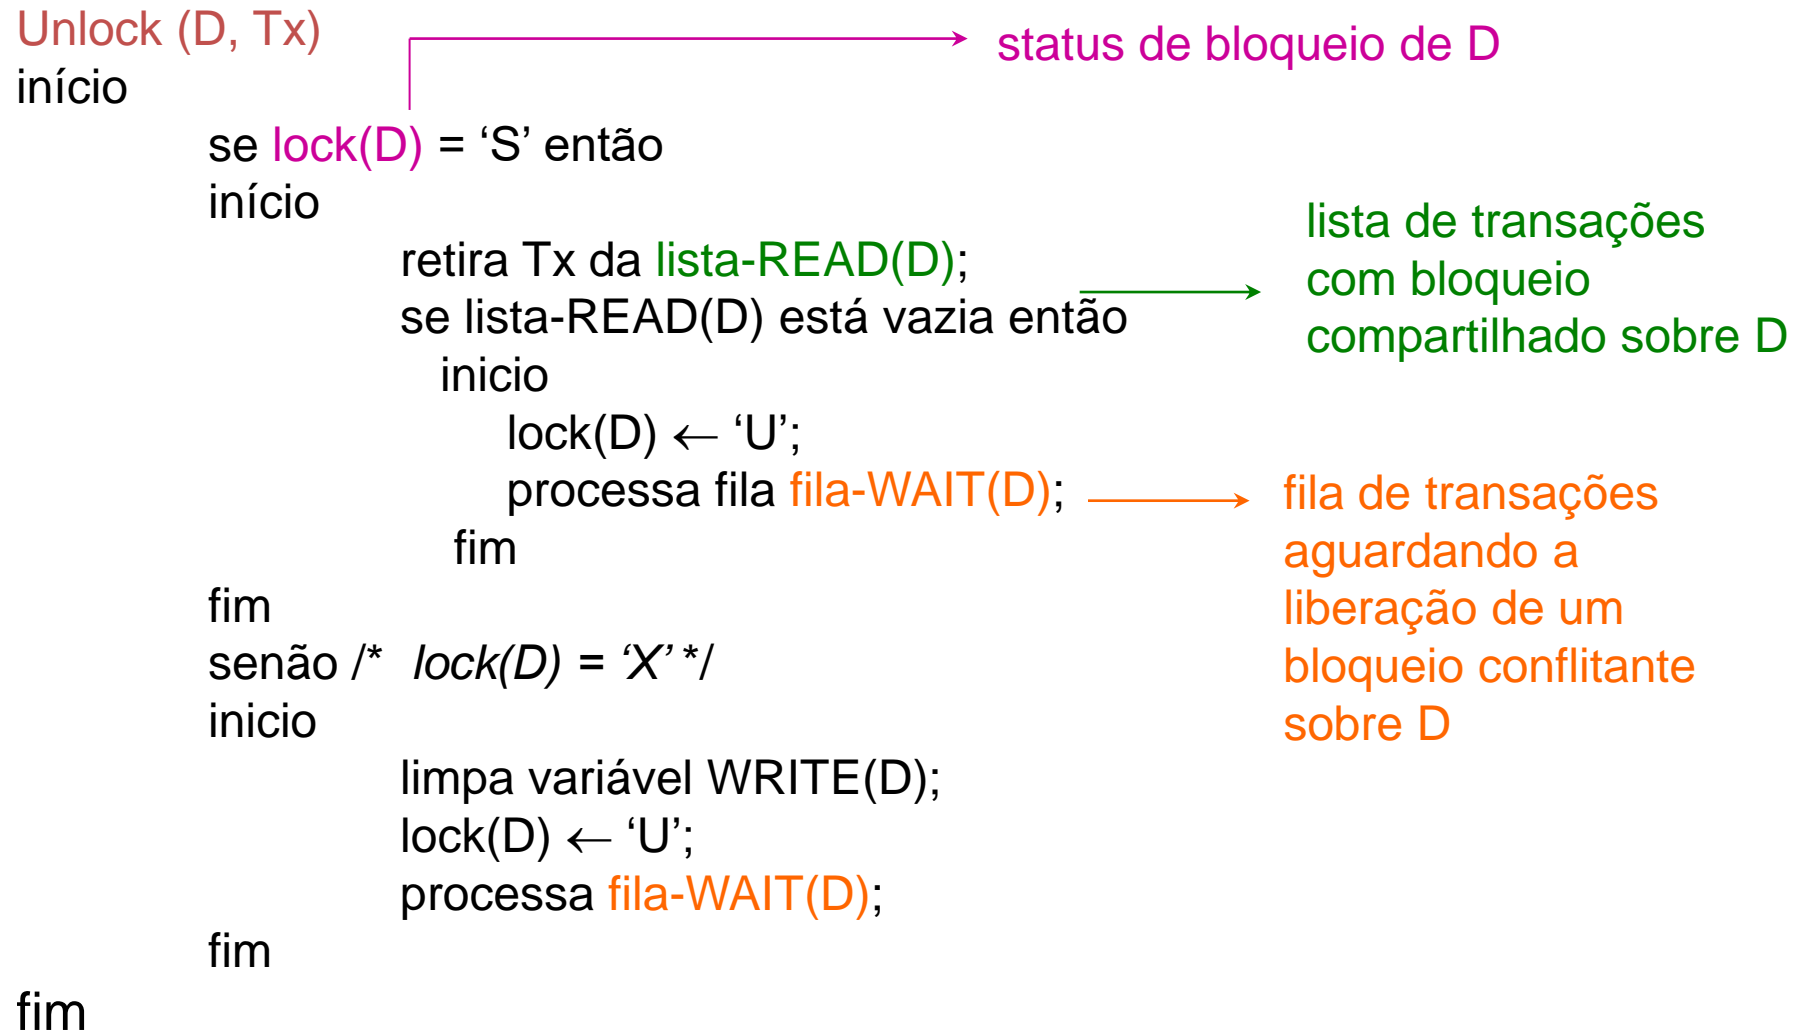 Unlock (D, Tx)
status de bloqueio de D
início
se lock(D) = ‘S’ então
início
retira Tx da lista-READ(D);
se lista-READ(D) está vazia então
lista de transações
com bloqueio
compartilhado sobre D
inicio
lock(D) ← ‘U’;
processa fila fila-WAIT(D);
fim
fila de transações
aguardando a
liberação de um
bloqueio conflitante
sobre D
fim
senão /* lock(D) = ‘X’ */
inicio
limpa variável WRITE(D);
lock(D) ← ‘U’;
processa fila-WAIT(D);
fim
fim